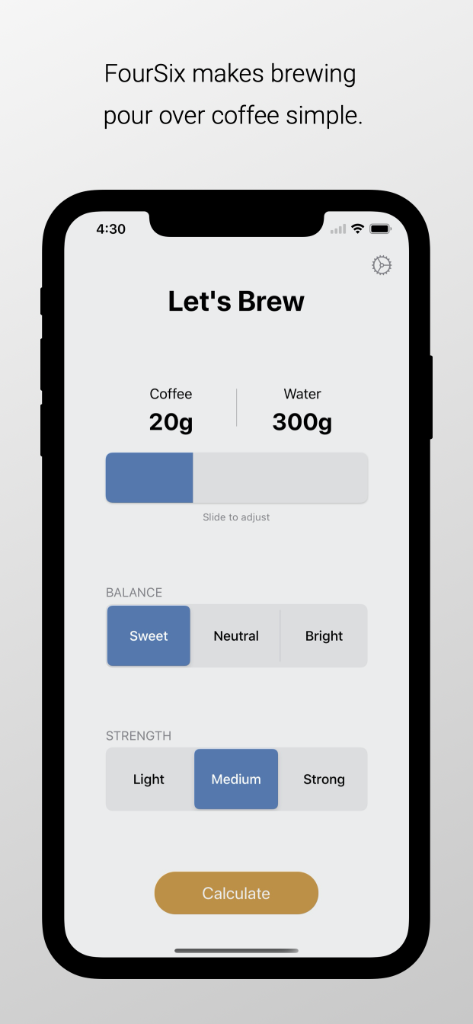 FourSix makes brewing
pour over coffee simple.
4:30
Let's Brew
Coffee
Water
20g
300g
Slide to adjust
BALANCE
Sweet
Neutral
Bright
STRENGTH
Light
Medium
Strong
Calculate